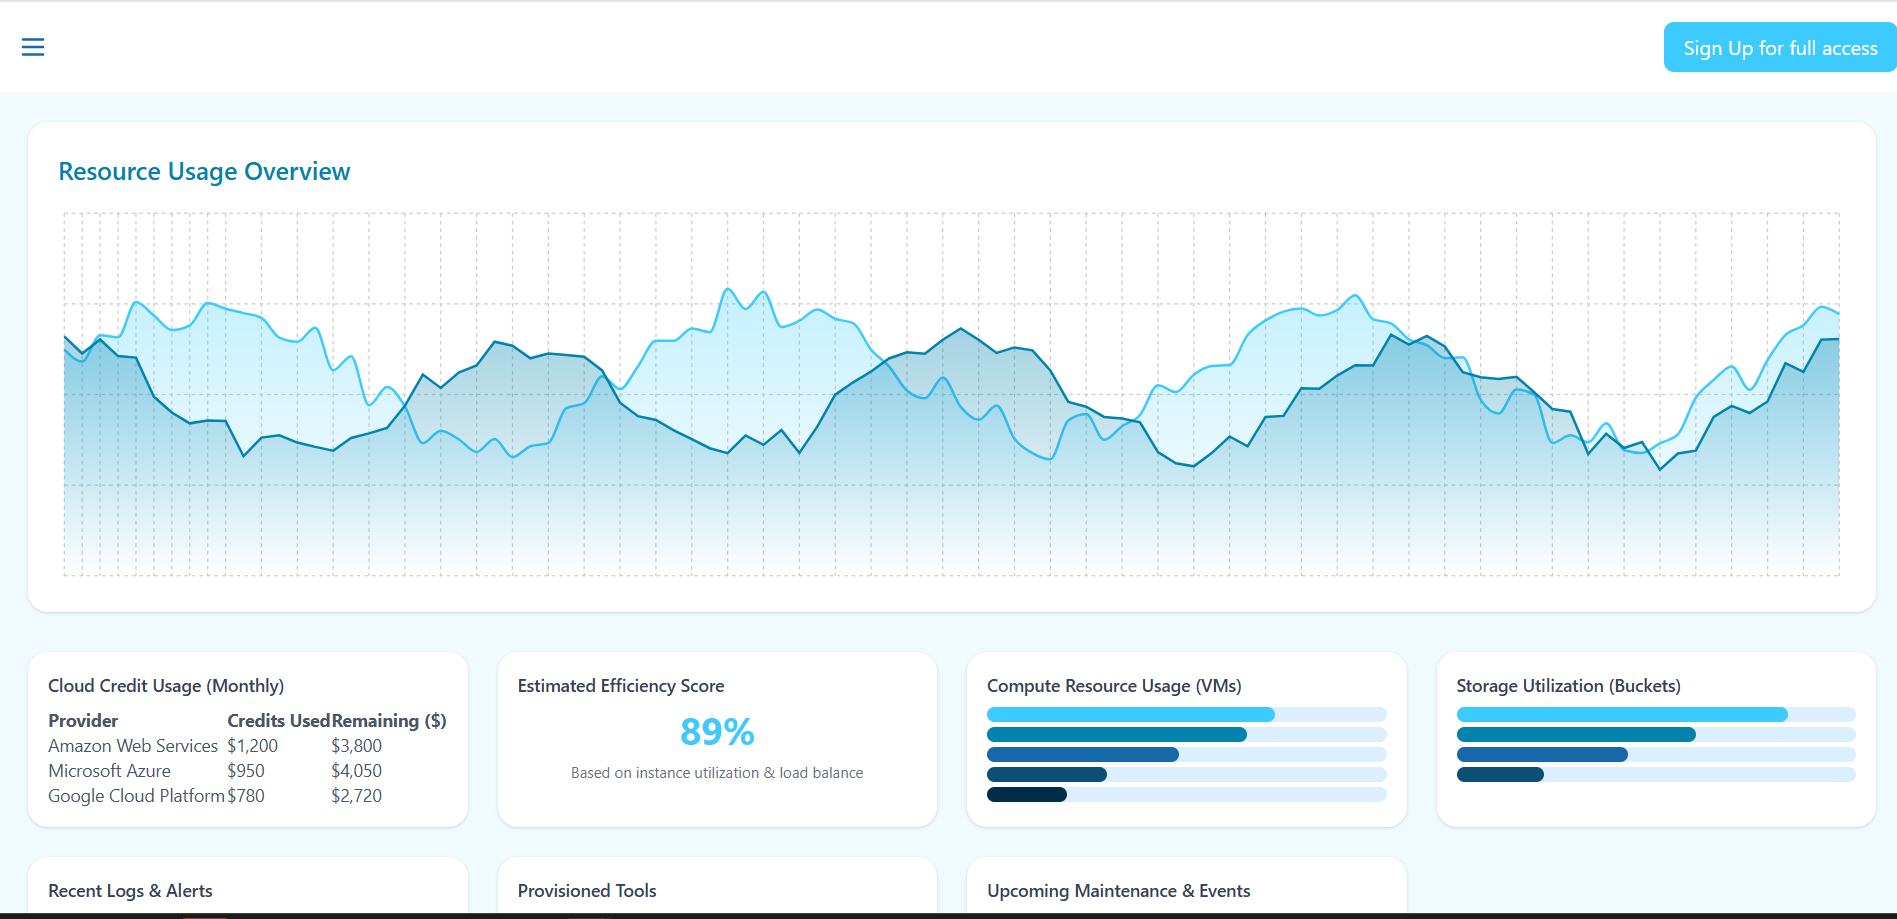 Sign Up for full access
Resource Usage Overview
Cloud Credit Usage (Monthly)
Provider Credits Used Remaining ($)
Amazon Web Services $1,200 $3,800
Microsoft Azure $950 $4,050
Google Cloud Platform $780 $2,720
Estimated Efficiency Score
89%
Based on instance utilization & load balance
Compute Resource Usage (VMs)
Storage Utilization (Buckets)
Recent Logs & Alerts
Provisioned Tools
Upcoming Maintenance & Events